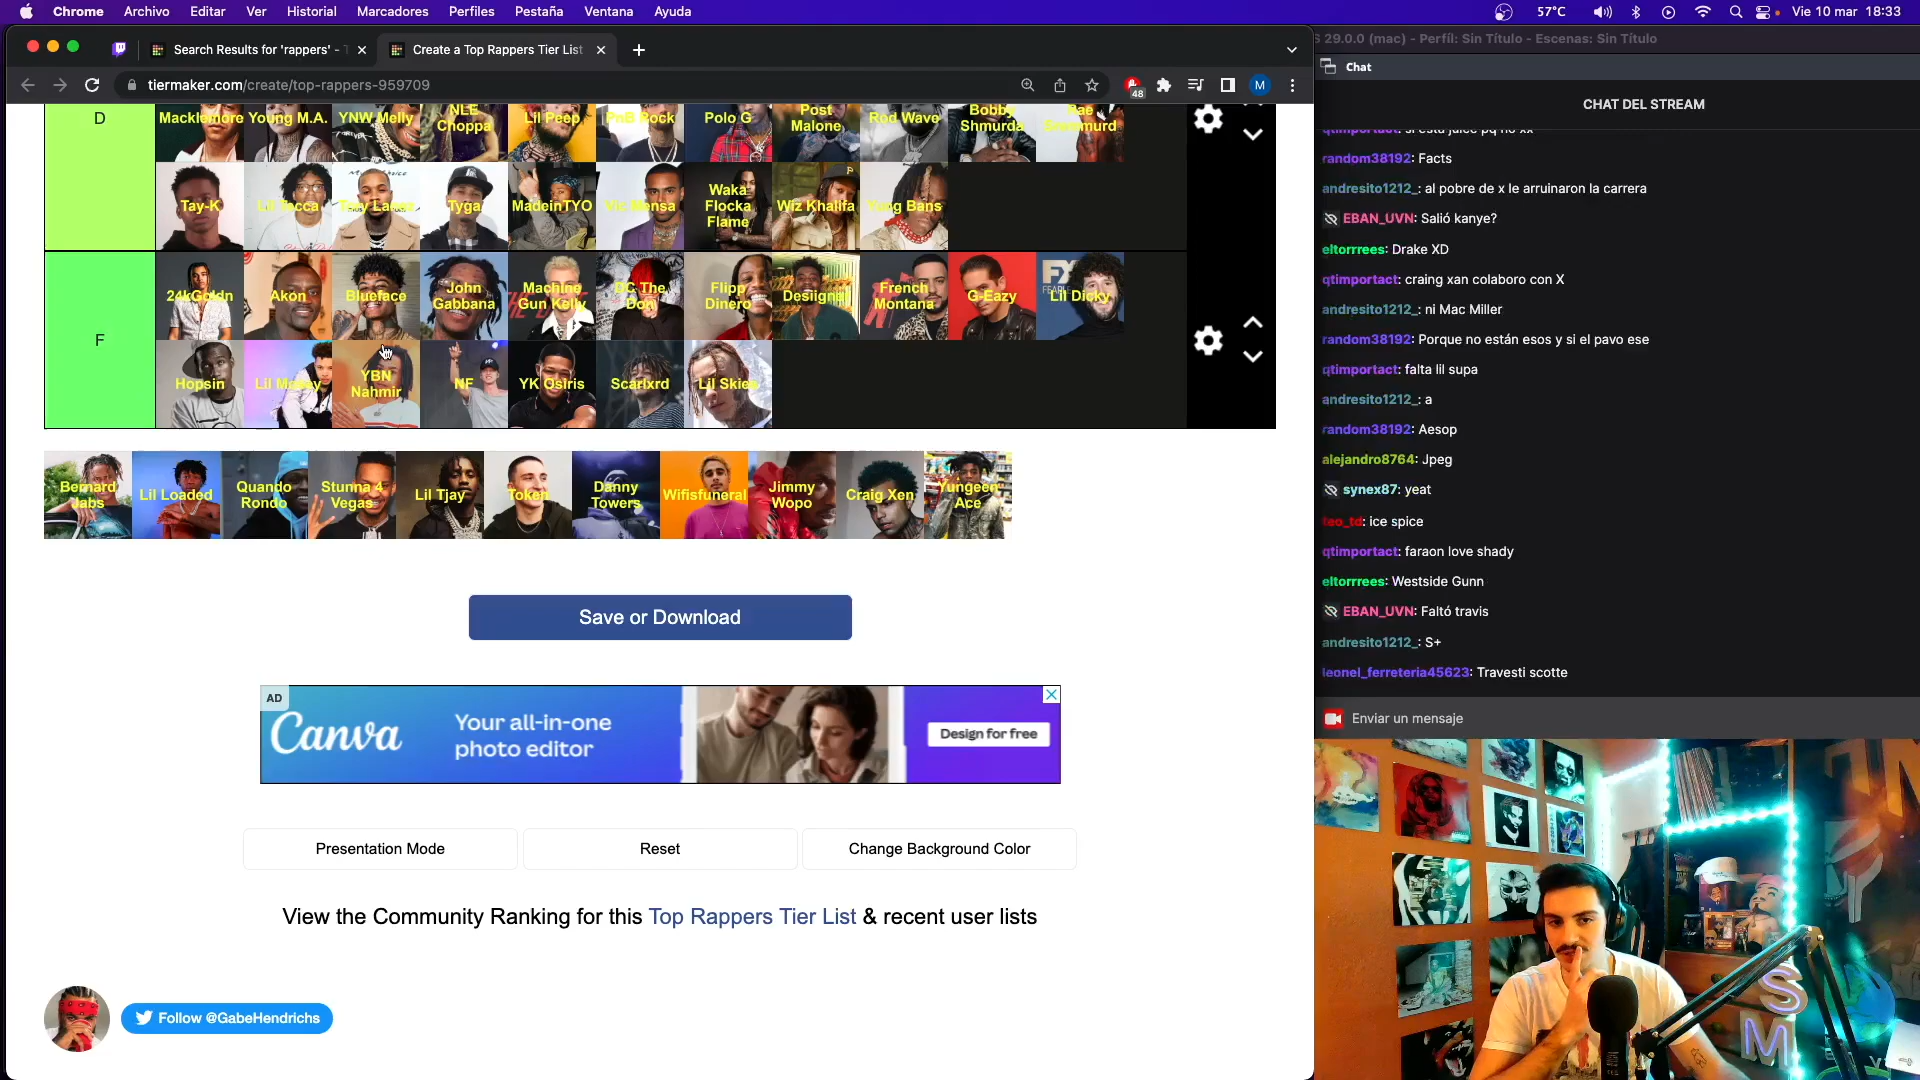 Chrome Archivo Editar Ver Historial Marcadores Perfiles Pestaña Ventana Ayuda
57°C Vie 10 mar 18:33
Search Results for 'rappers' -
Create a Top Rappers Tier List
29.0.0 (mac) - Perfíl: Sin Título - Escenas: Sin Título
tiermaker.com/create/top-rappers-959709
48
M
Chat
CHAT DEL STREAM
D
Macklemore Young M.A. YNW Melly NLE Choppa Lil Peep PnB Rock Polo G Post Malone Rod Wave Bobby Shmurda
Tay-K Lil Tecca Tory Lanez Tyga MadeinTYO Vic Mensa Waka Flocka Flame Wiz Khalifa Yung Bans
F
24kGoldn Akon Blueface John Gabbana Machine Gun Kelly DC The Don Flipp Dinero Desiigner French Montana G-Eazy Lil Dicky
Hopsin Lil Mosey YBN Nahmir NF YK Osiris Scarlxrd Lil Skies
Bernard Jabs Lil Loaded Quando Rondo Stunna 4 Vegas Lil Tjay Token Danny Towers Wifisfuneral Jimmy Wopo Craig Xen Yungeen Ace
Save or Download
AD
Canva
Your all-in-one
photo editor
Design for free
Presentation Mode
Reset
Change Background Color
View the Community Ranking for this Top Rappers Tier List & recent user lists
Follow @GabeHendrichs
random38192: Facts
andresito1212_: al pobre de x le arruinaron la carrera
EBAN_UVN: Salió kanye?
eltorrrees: Drake XD
qtimportact: craing xan colaboro con X
andresito1212_: ni Mac Miller
random38192: Porque no están esos y si el pavo ese
qtimportact: falta lil supa
andresito1212_: a
random38192: Aesop
alejandro8764: Jpeg
synex87: yeat
teo_td: ice spice
qtimportact: faraon love shady
eltorrrees: Westside Gunn
EBAN_UVN: Faltó travis
andresito1212_: S+
leonel_ferreteria45623: Travesti scotte
Enviar un mensaje
S
M